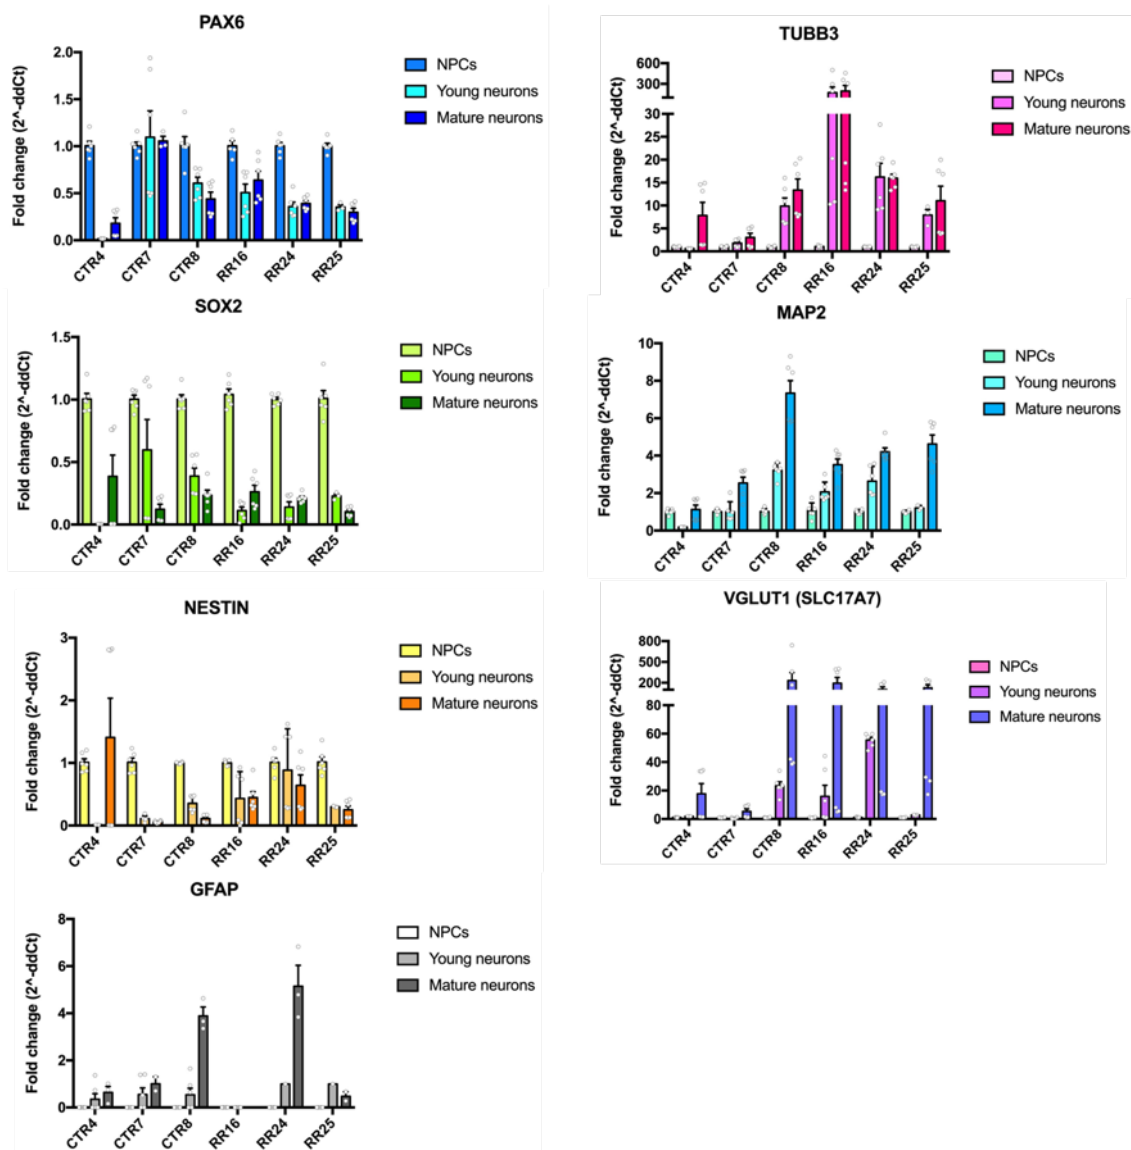 PAX6
Fold change (2^-ddCt)
2.0
1.5
1.0
0.5
0.0
CTR4 CTR7 CTR8 RR16 RR24 RR25
NPCs
Young neurons
Mature neurons
TUBB3
Fold change (2^-ddCt)
600
300
30
25
20
15
10
5
0
CTR4 CTR7 CTR8 RR16 RR24 RR25
NPCs
Young neurons
Mature neurons
SOX2
Fold change (2^-ddCt)
1.5
1.0
0.5
0.0
CTR4 CTR7 CTR8 RR16 RR24 RR25
NPCs
Young neurons
Mature neurons
MAP2
Fold change (2^-ddCt)
10
8
6
4
2
0
CTR4 CTR7 CTR8 RR16 RR24 RR25
NPCs
Young neurons
Mature neurons
NESTIN
Fold change (2^-ddCt)
3
2
1
0
CTR4 CTR7 CTR8 RR16 RR24 RR25
NPCs
Young neurons
Mature neurons
VGLUT1 (SLC17A7)
Fold change (2^-ddCt)
800
500
200
80
60
40
20
0
CTR4 CTR7 CTR8 RR16 RR24 RR25
NPCs
Young neurons
Mature neurons
GFAP
Fold change (2^-ddCt)
8
6
4
2
0
CTR4 CTR7 CTR8 RR16 RR24 RR25
NPCs
Young neurons
Mature neurons